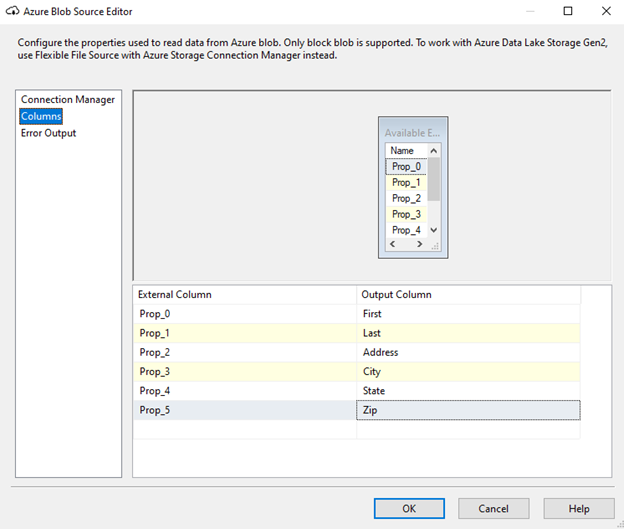 Azure Blob Source Editor
Configure the properties used to read data from Azure blob. Only block blob is supported. To work with Azure Data Lake Storage Gen2,
use Flexible File Source with Azure Storage Connection Manager instead.
Connection Manager
Columns
Error Output
Available E...
Name
Prop_0
Prop_1
Prop_2
Prop_3
Prop_4
External Column Output Column
Prop_0 First
Prop_1 Last
Prop_2 Address
Prop_3 City
Prop_4 State
Prop_5 Zip
OK Cancel Help